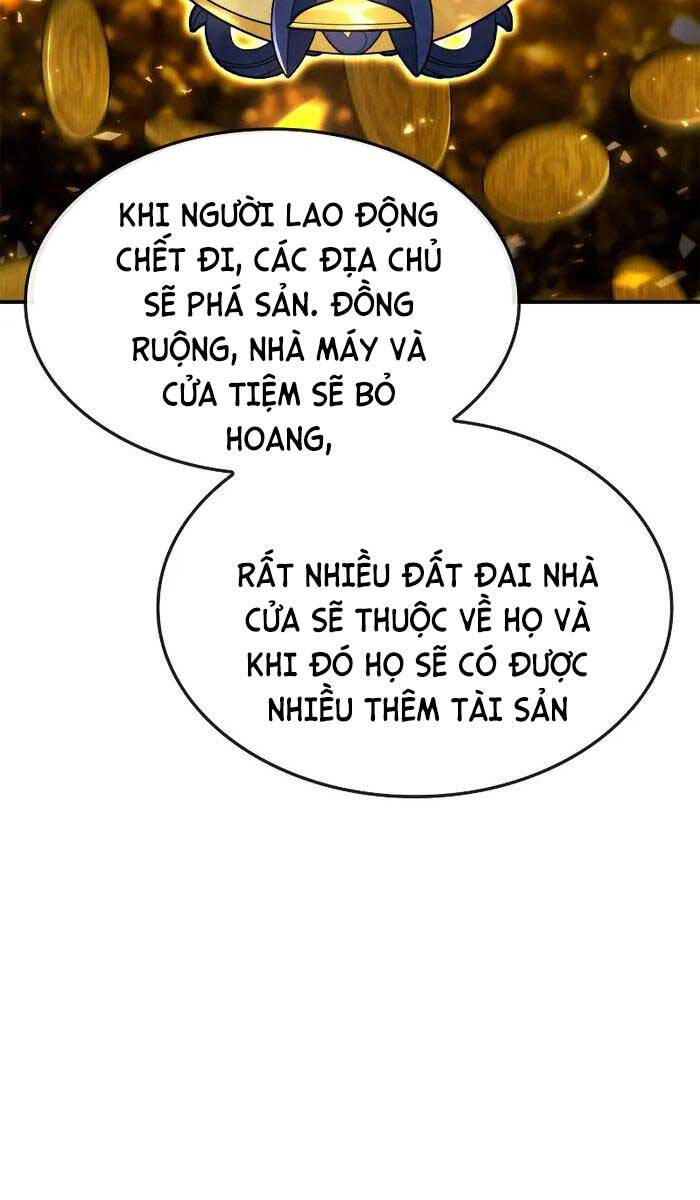 KHI NGƯỜI LAO ĐỘNG
CHẾT ĐI, CÁC ĐỊA CHỦ
SẼ PHÁ SẢN. ĐỒNG
RUỘNG, NHÀ MÁY VÀ
CỬA TIỆM SẼ BỎ
HOANG,
RẤT NHIỀU ĐẤT ĐAI NHÀ
CỬA SẼ THUỘC VỀ HỌ VÀ
KHI ĐÓ HỌ SẼ CÓ ĐƯỢC
NHIỀU THÊM TÀI SẢN